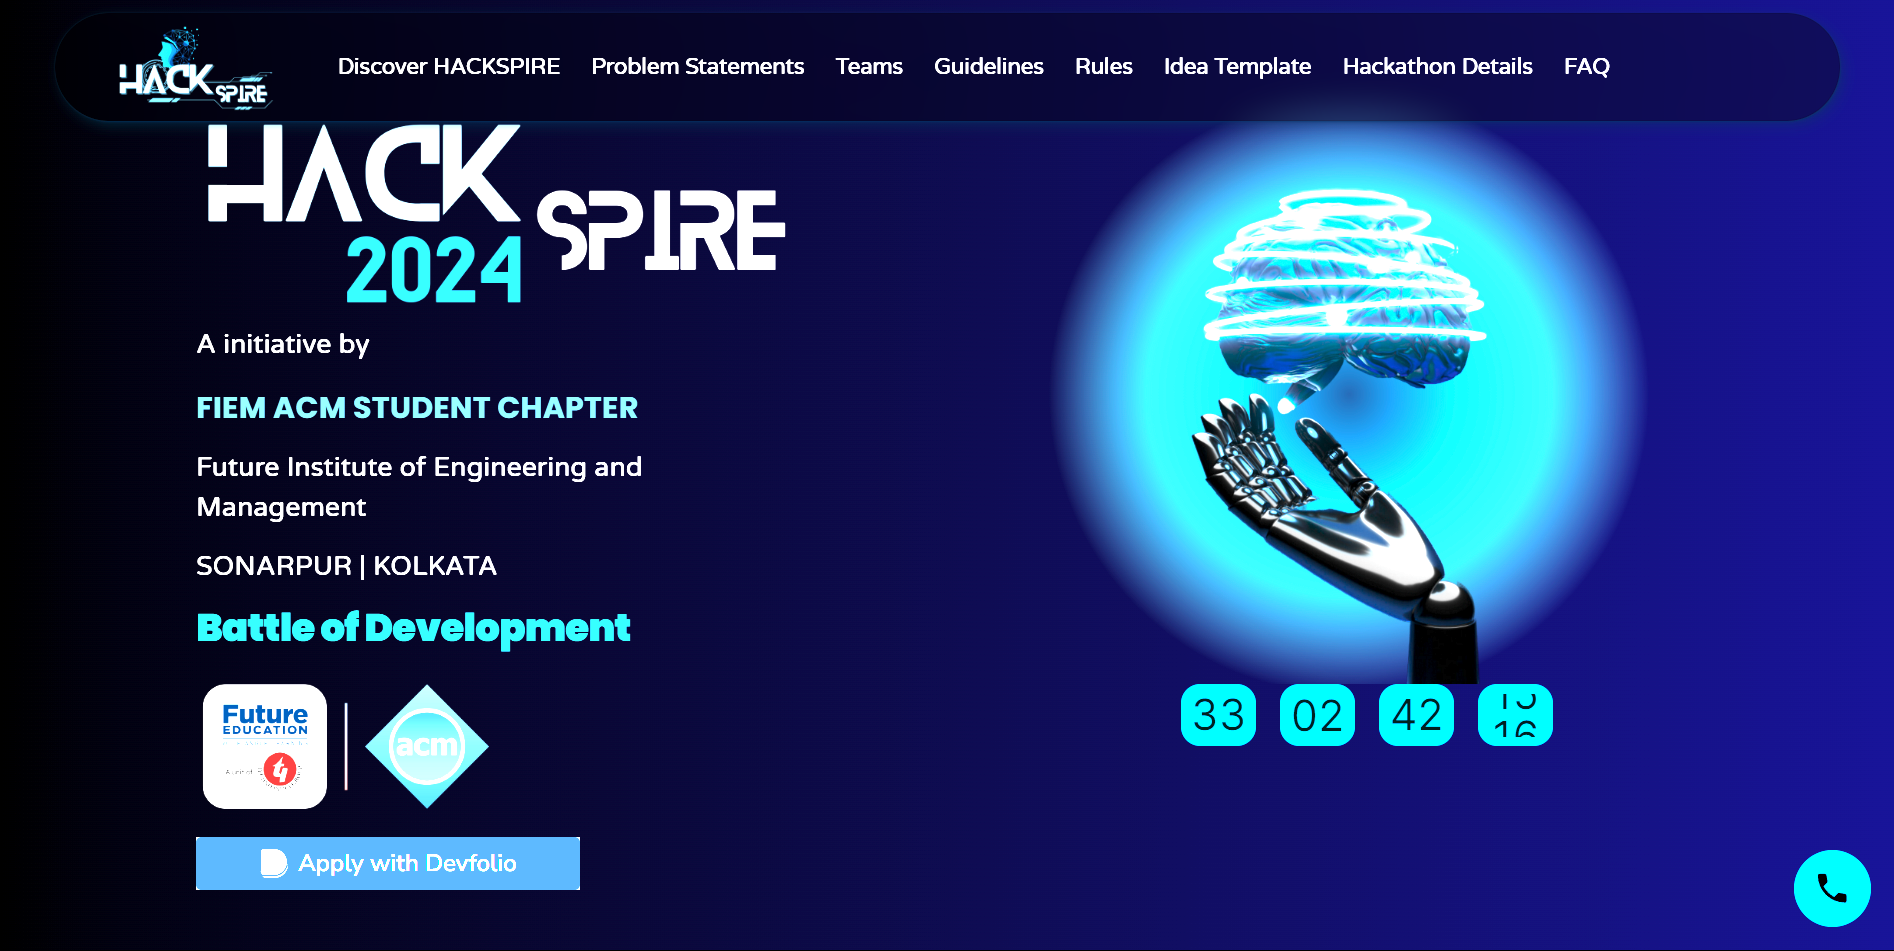 HACK
SPIRE
Discover HACKSPIRE Problem Statements Teams Guidelines Rules Idea Template Hackathon Details FAQ
HACK
SPIRE
2024
A initiative by
FIEM ACM STUDENT CHAPTER
Future Institute of Engineering and
Management
SONARPUR | KOLKATA
Battle of Development
Future
EDUCATION
acm
33 02 42
Apply with Devfolio